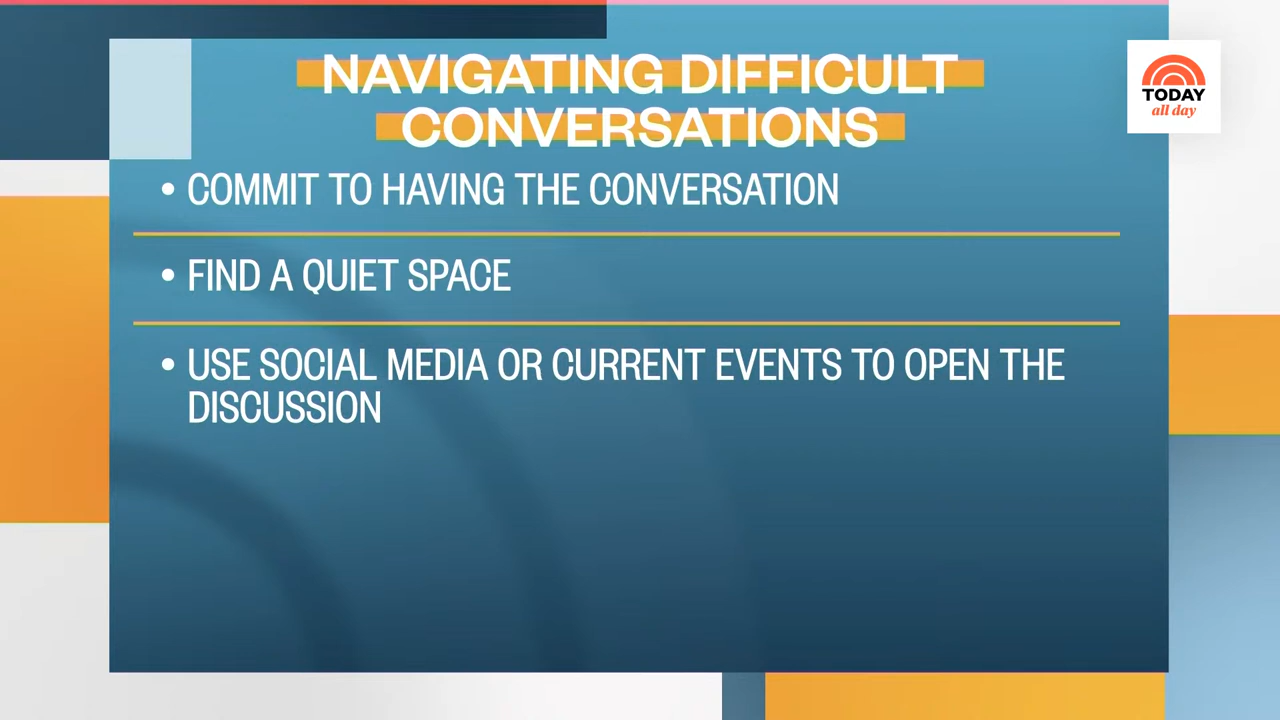 NAVIGATING DIFFICULT
CONVERSATIONS
• COMMIT TO HAVING THE CONVERSATION
• FIND A QUIET SPACE
• USE SOCIAL MEDIA OR CURRENT EVENTS TO OPEN THE
DISCUSSION
TODAY
all day